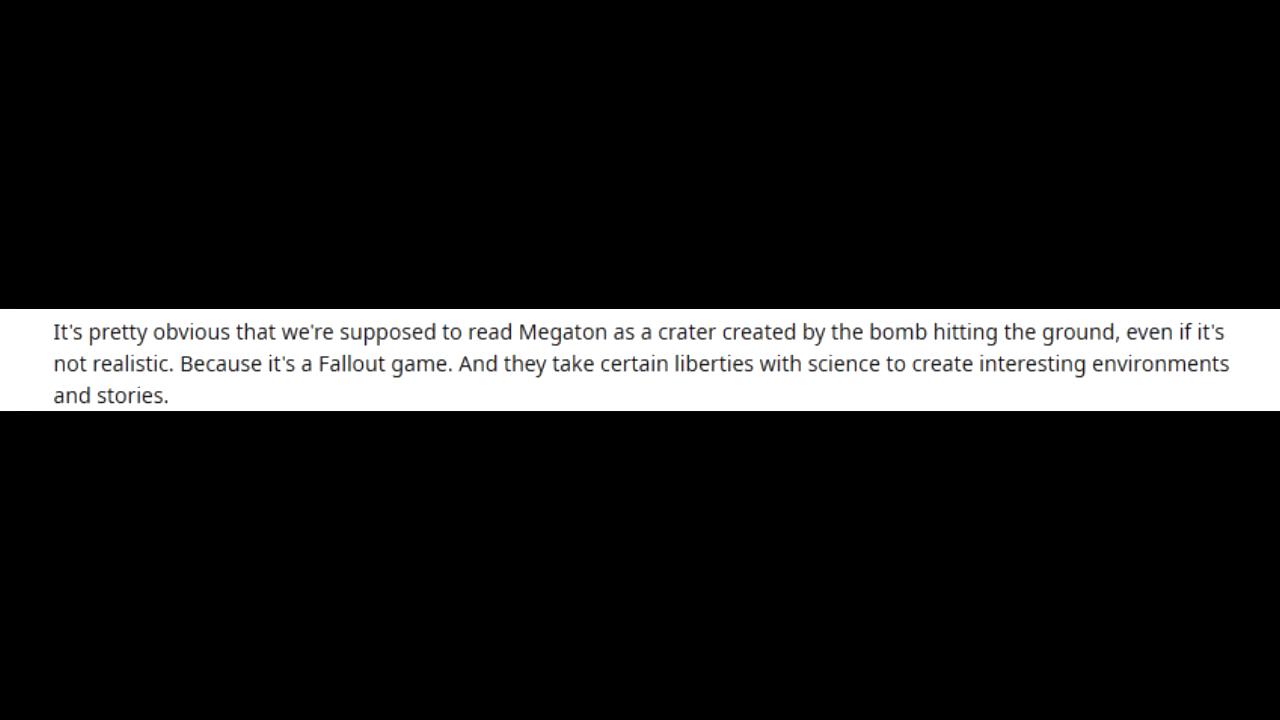 It's pretty obvious that we're supposed to read Megaton as a crater created by the bomb hitting the ground, even if it's
not realistic. Because it's a Fallout game. And they take certain liberties with science to create interesting environments
and stories.